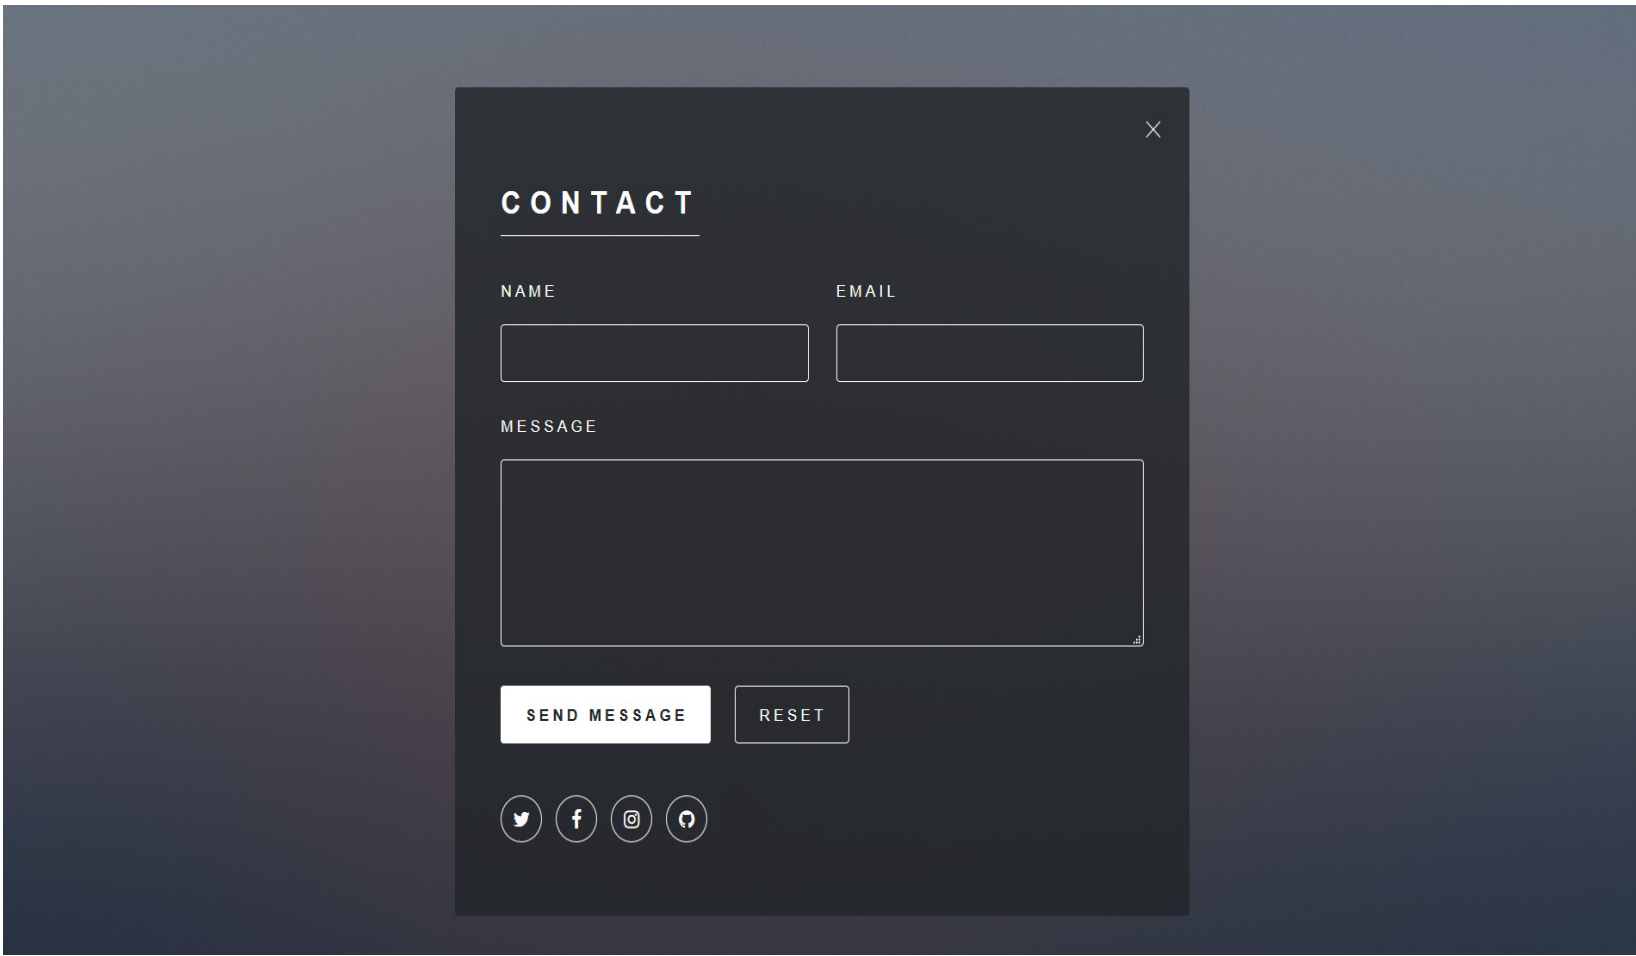 CONTACT
NAME
EMAIL
MESSAGE
SEND MESSAGE
RESET